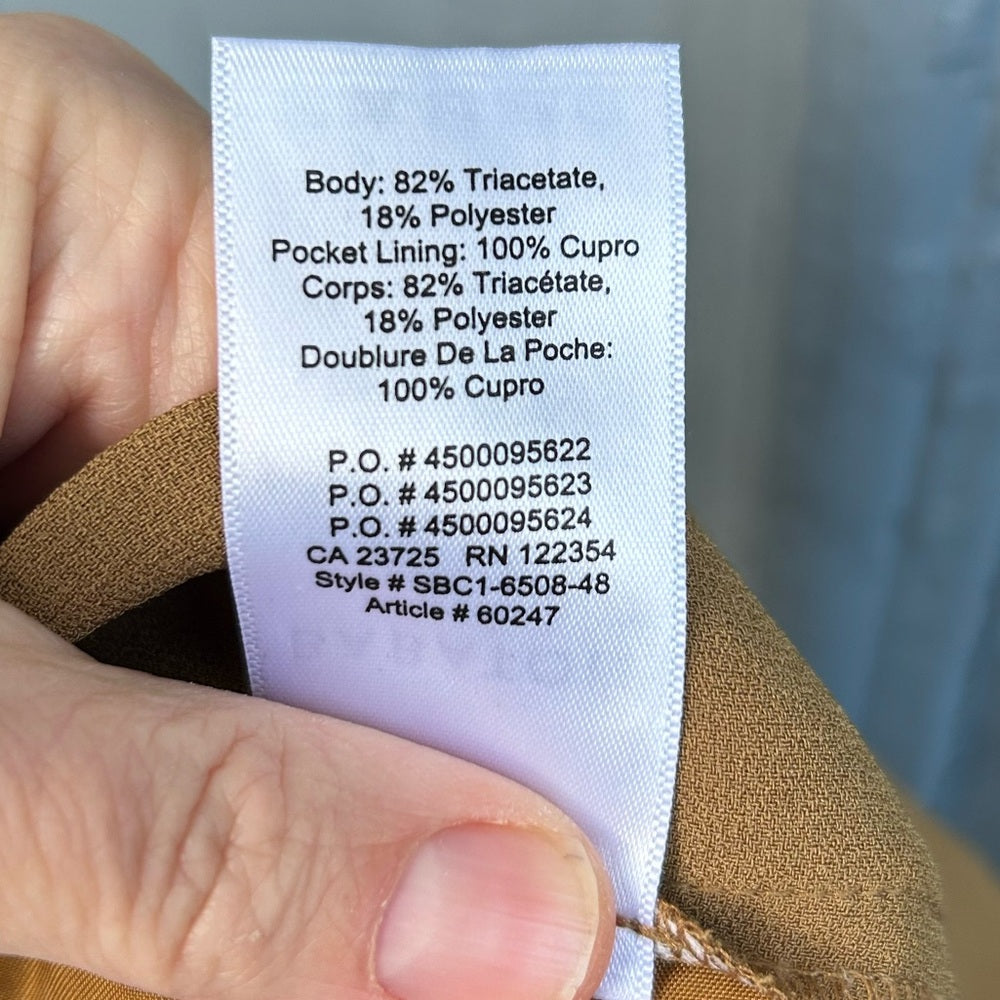 Body: 82% Triacetate,
18% Polyester
Pocket Lining: 100% Cupro
Corps: 82% Triacétate,
18% Polyester
Doublure De La Poche:
100% Cupro
P.O. # 4500095622
P.O. # 4500095623
P.O. # 4500095624
CA 23725 RN 122354
Style # SBC1-6508-48
Article # 60247